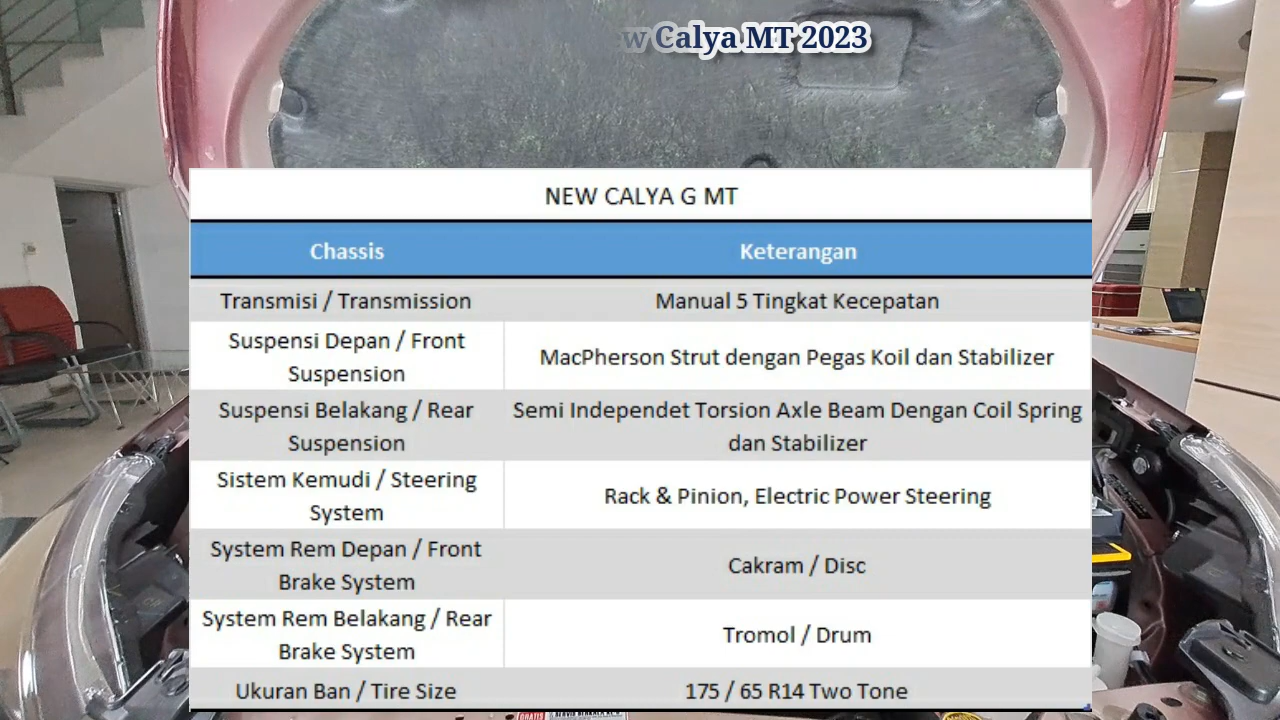 w Calya MT 2023
NEW CALYA G MT
Chassis Keterangan
Transmisi / Transmission Manual 5 Tingkat Kecepatan
Suspensi Depan / Front
Suspension
MacPherson Strut dengan Pegas Koil dan Stabilizer
Suspensi Belakang / Rear
Suspension
Semi Independet Torsion Axle Beam Dengan Coil Spring
dan Stabilizer
Sistem Kemudi / Steering
System
Rack & Pinion, Electric Power Steering
System Rem Depan / Front
Brake System
Cakram / Disc
System Rem Belakang / Rear
Brake System
Tromol / Drum
Ukuran Ban / Tire Size 175 / 65 R14 Two Tone
GRATIS